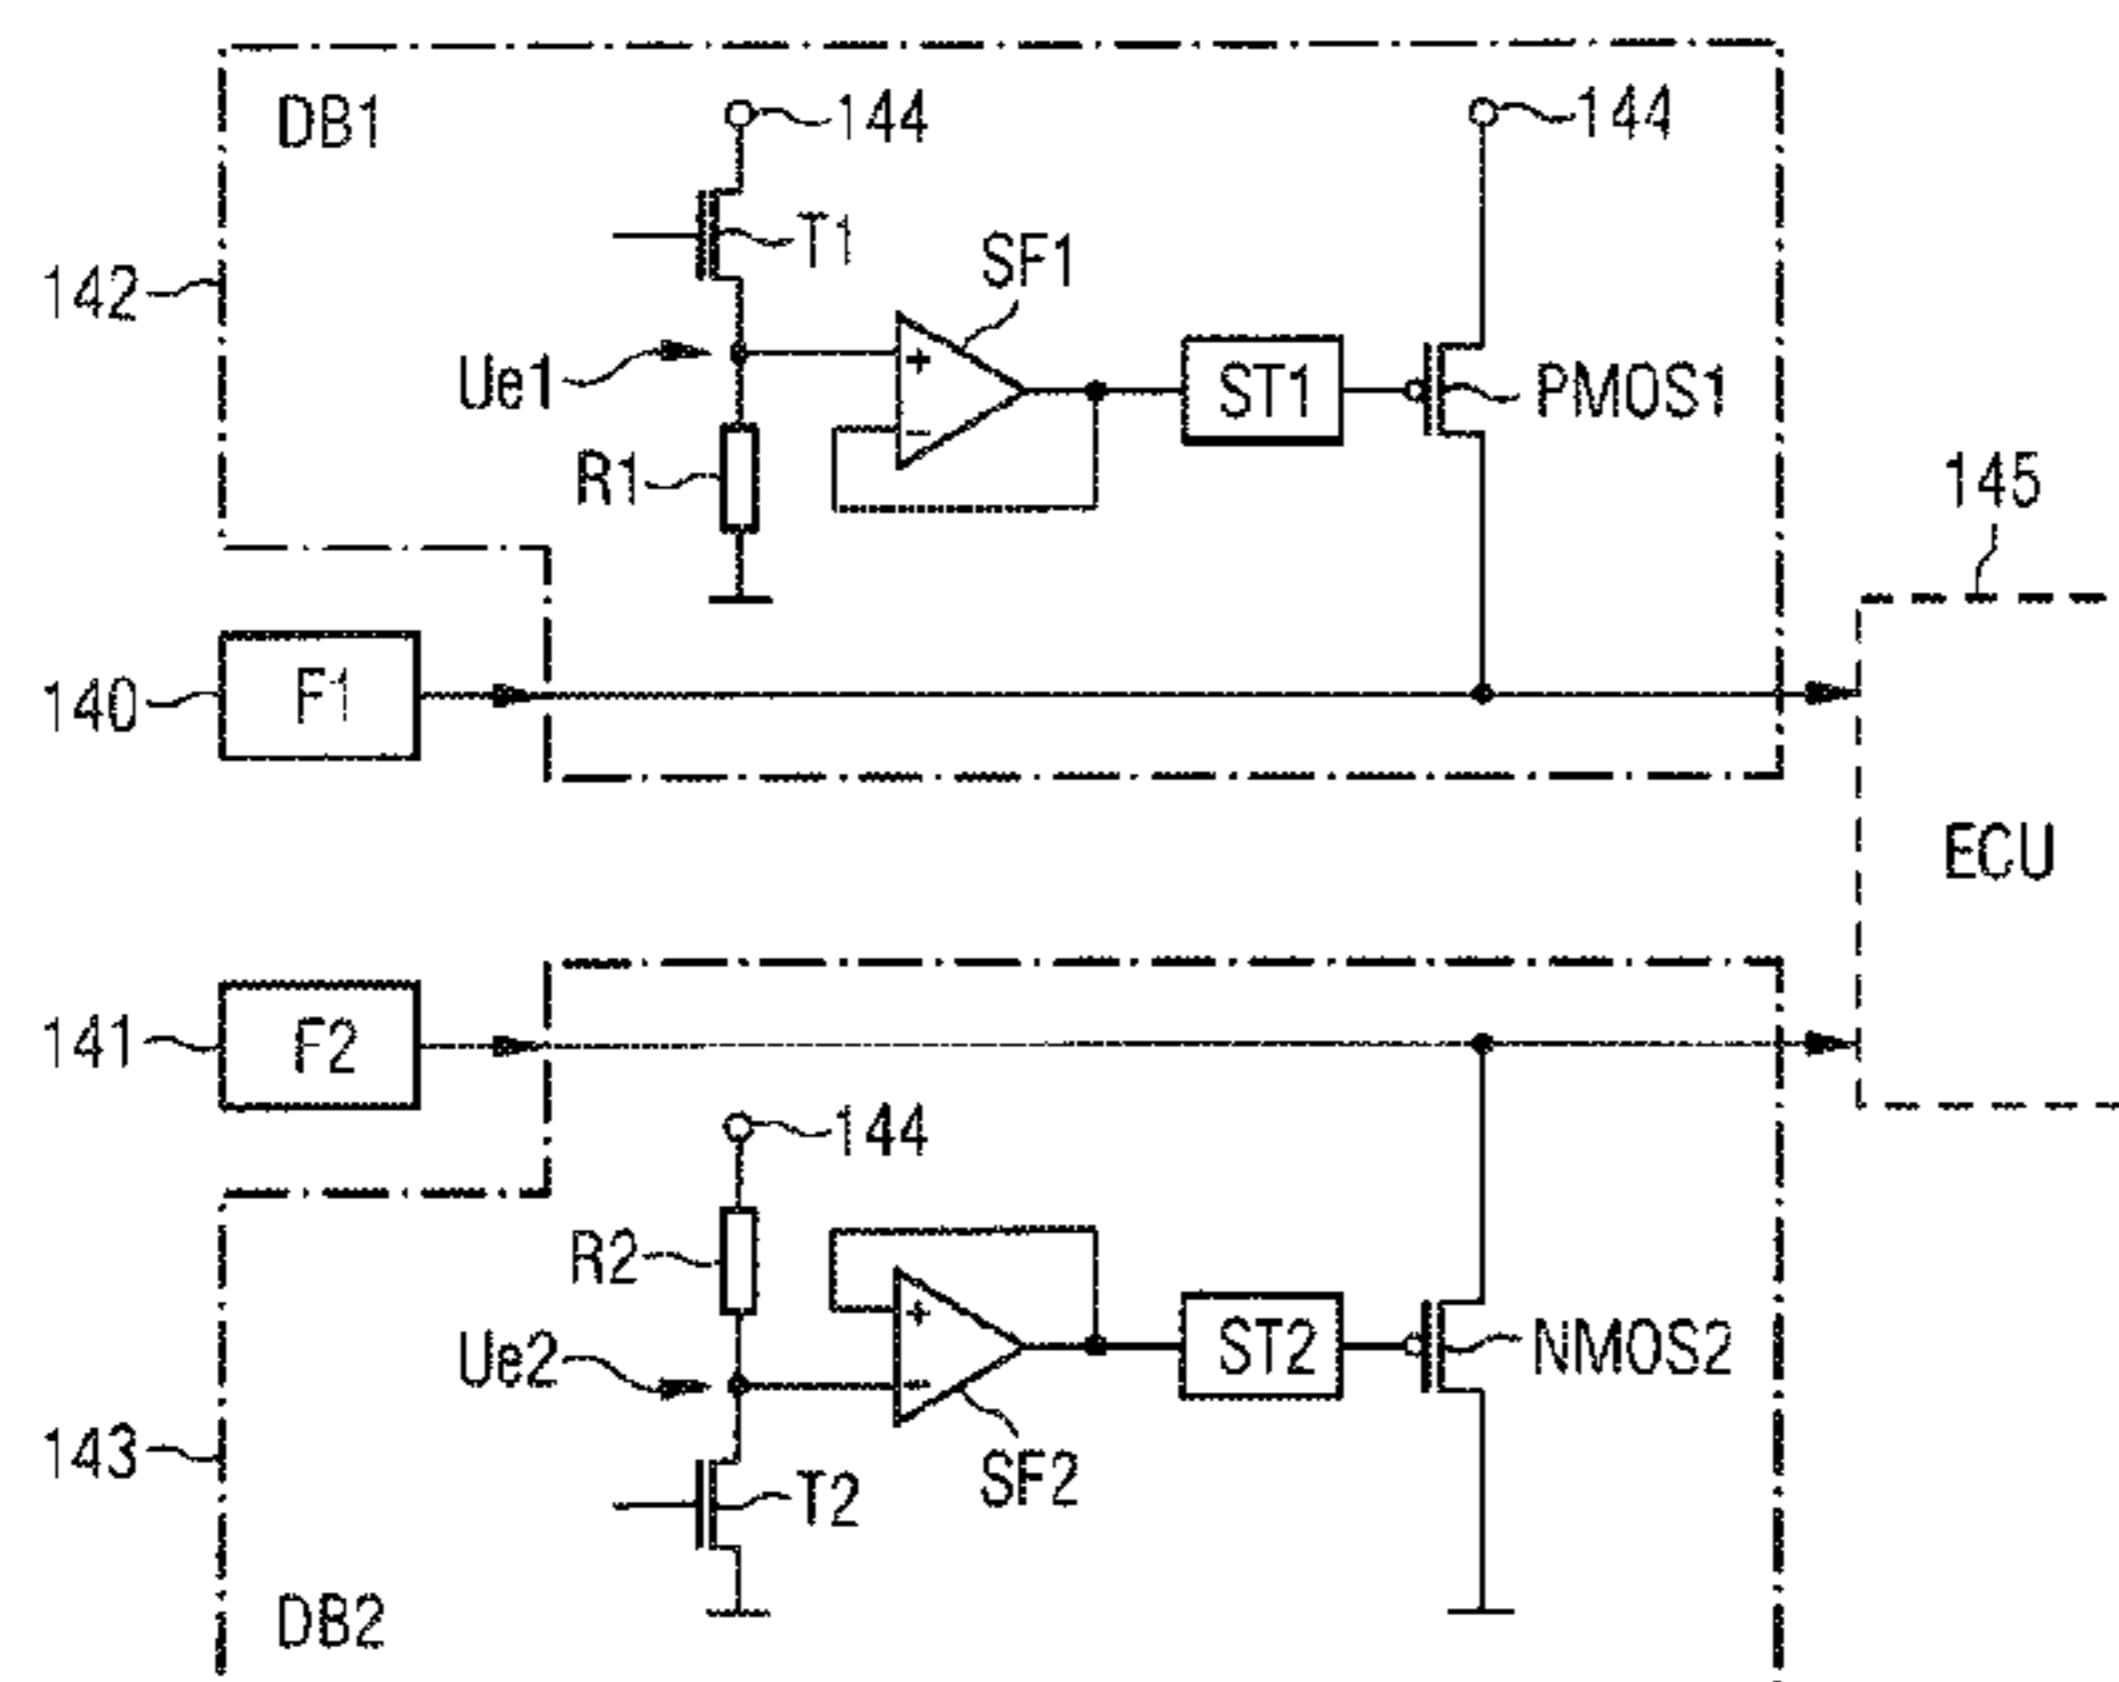 DB1
144
144
T1
SF1
142
Ue1
+
ST1
PMOS1
-
R1
145
F1
140
ECU
F2
141
144
R2
+
ST2
NMOS2
Ue2
-
SF2
143
T2
DB2